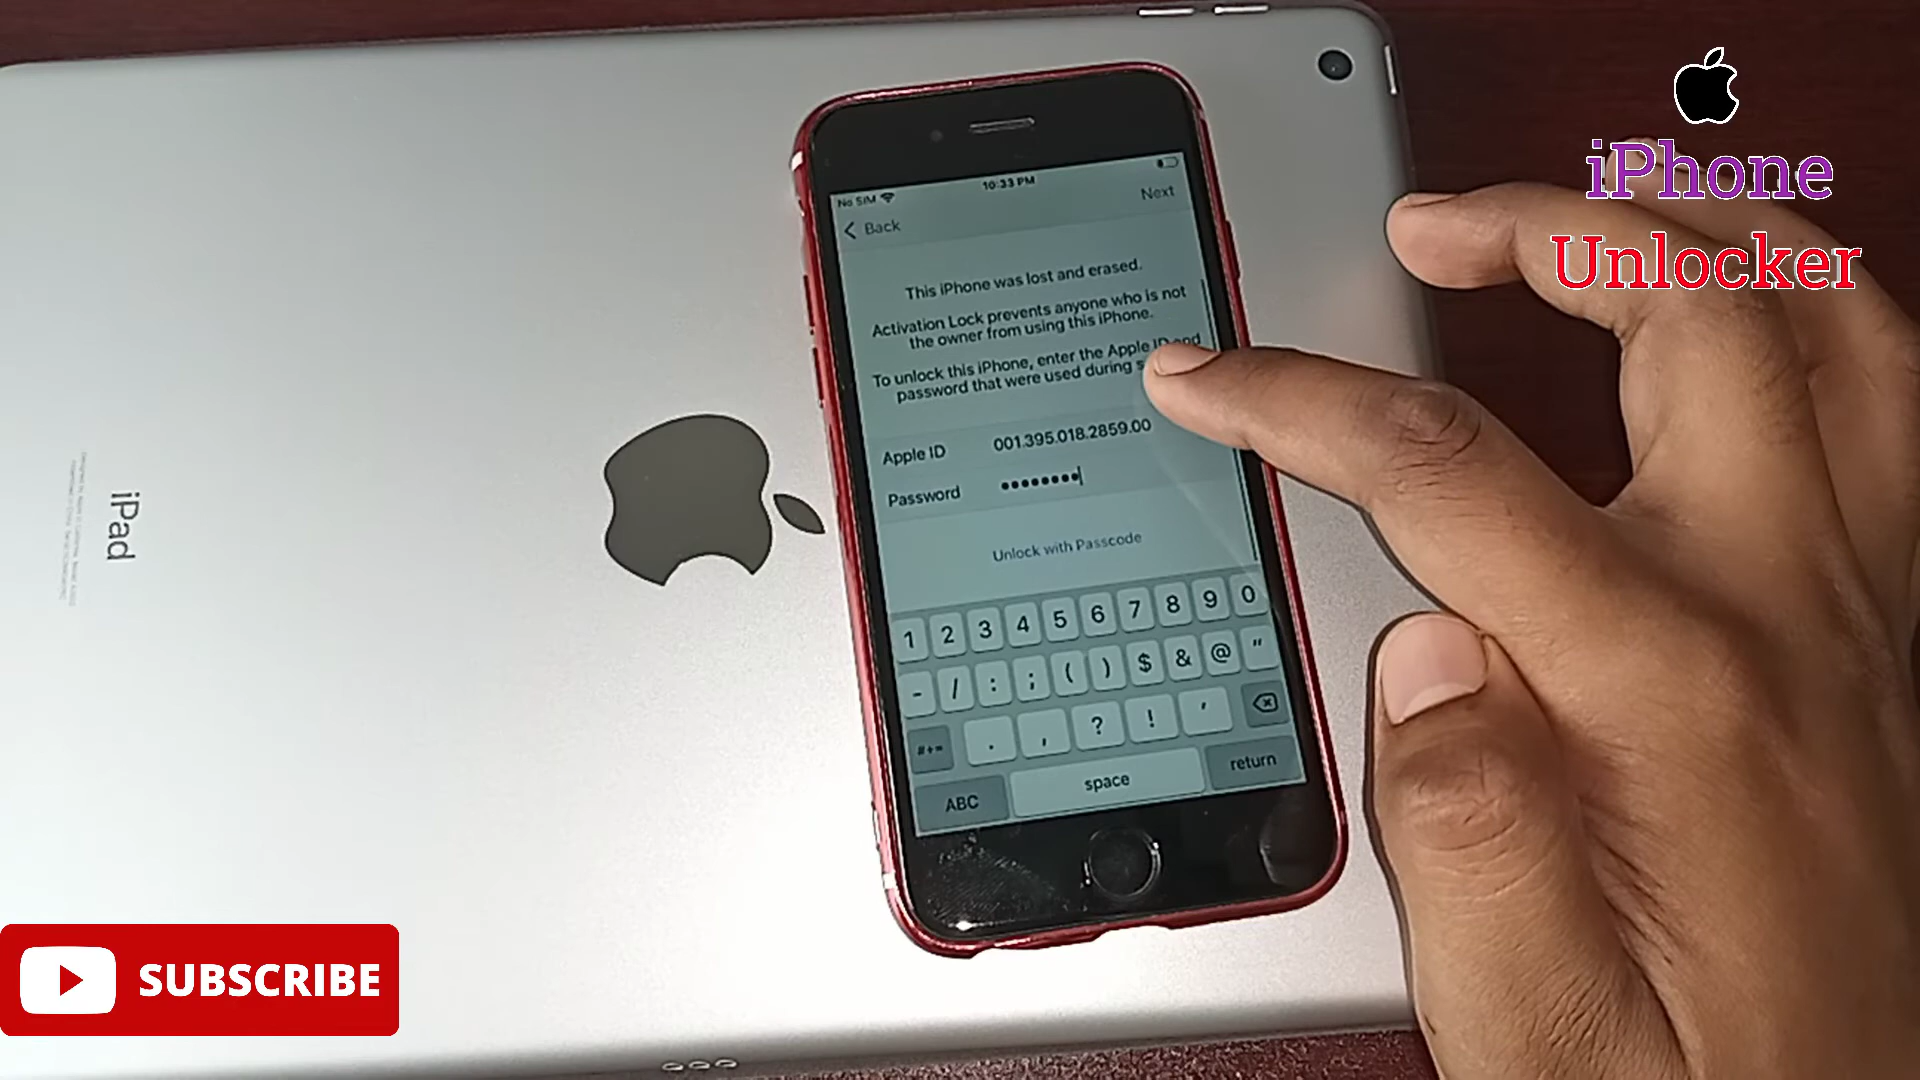 No SIM
10:33 PM
Back
Next
This iPhone was lost and erased.
Activation Lock prevents anyone who is not
the owner from using this iPhone.
To unlock this iPhone, enter the Apple ID and
password that were used during
Apple ID 001.395.018.2859.00
Password ••••••••
Unlock with Passcode
1 2 3 4 5 6 7 8 9 0
- / : ; ( ) $ & @ "
#+= . , ? ! '
ABC space return
iPad
iPhone
Unlocker
SUBSCRIBE